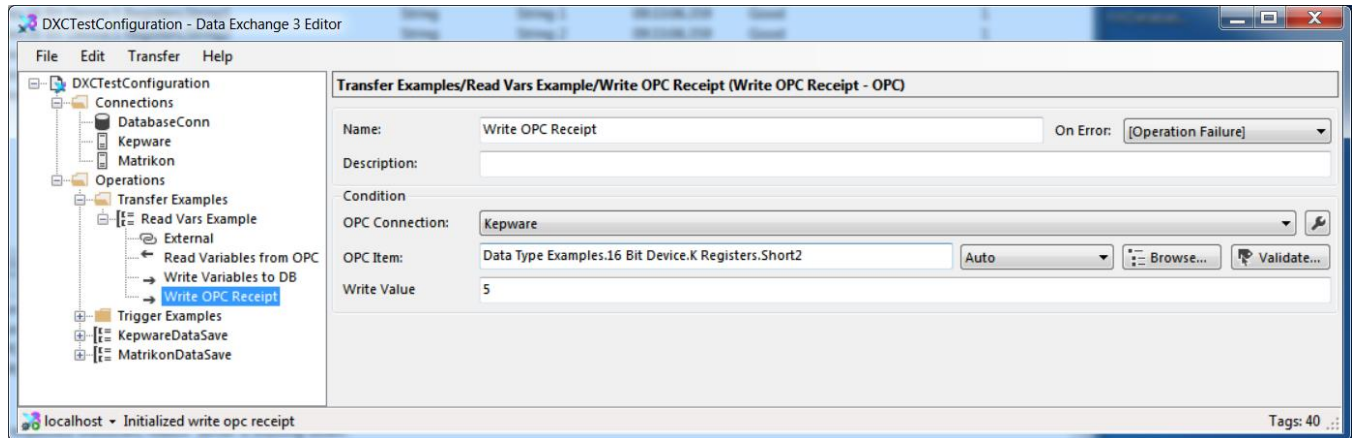 DXCTestConfiguration - Data Exchange 3 Editor
File Edit Transfer Help
DXCTestConfiguration
Connections
DatabaseConn
Kepware
Matrikon
Operations
Transfer Examples
Read Vars Example
External
Read Variables from OPC
Write Variables to DB
Write OPC Receipt
Trigger Examples
KepwareDataSave
MatrikonDataSave
Transfer Examples/Read Vars Example/Write OPC Receipt (Write OPC Receipt - OPC)
Name: Write OPC Receipt On Error: [Operation Failure]
Description:
Condition
OPC Connection: Kepware
OPC Item: Data Type Examples.16 Bit Device.K Registers.Short2 Auto Browse... Validate...
Write Value 5
localhost Initialized write opc receipt Tags: 40